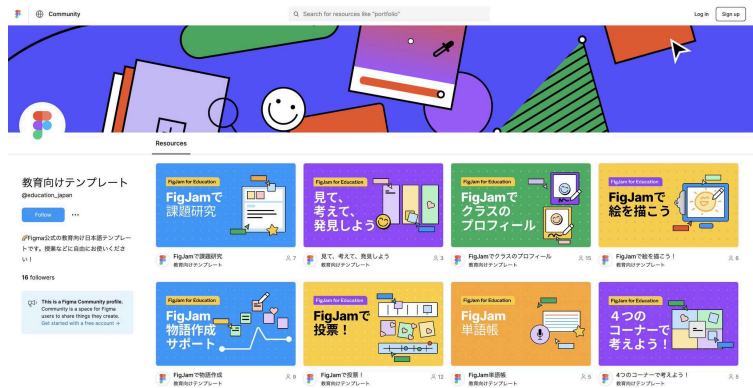 Community
Search for resources like "portfolio"
Log in
Sign up
Resources
教育向けテンプレート
@education_japan
Follow
Figma公式の教育向け日本語テンプレー
トです。授業などに自由にお使いくださ
い！
16 followers
This is a Figma Community profile.
Community is a space for Figma
users to share things they create.
Get started with a free account →
FigJam for Education
FigJamで
課題研究
FigJamで課題研究
7
教育向けテンプレート
FigJam for Education
見て、
考えて、
発見しよう
見て、考えて、発見しよう
3
教育向けテンプレート
FigJam for Education
FigJamで
クラスの
プロフィール
FigJamでクラスのプロフィール
15
教育向けテンプレート
FigJam for Education
FigJamで
絵を描こう
FigJamで絵を描こう！
6
教育向けテンプレート
FigJam for Education
FigJam
物語作成
サポート
FigJamで物語作成
9
教育向けテンプレート
FigJam for Education
FigJamで
投票！
FigJamで投票！
12
教育向けテンプレート
FigJam for Education
FigJam
単語帳
FigJam単語帳
5
教育向けテンプレート
FigJam for Education
4つの
コーナーで
考えよう！
4つのコーナーで考えよう！
5
教育向けテンプレート